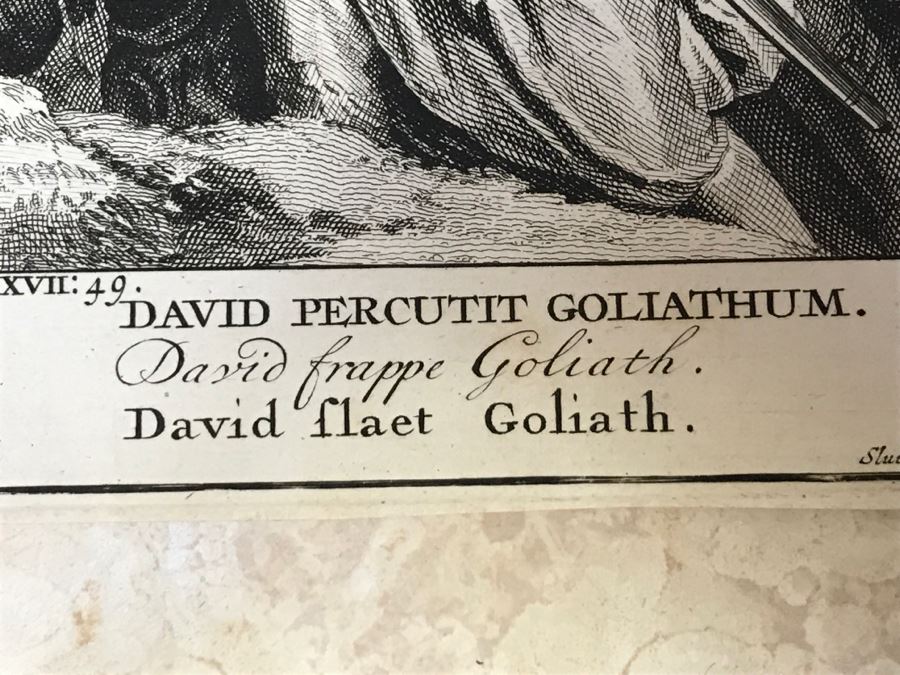 XVII: 49.
DAVID PERCUTIT GOLIATHUM.
David frappe Goliath.
David ſlaet Goliath.